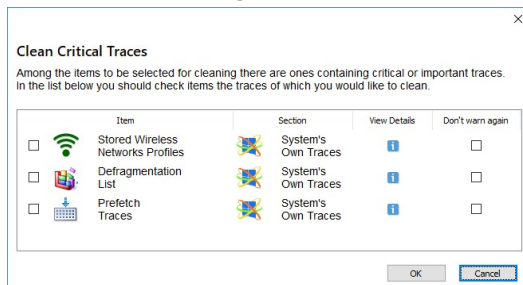 Clean Critical Traces
Among the items to be selected for cleaning there are ones containing critical or important traces.
In the list below you should check items the traces of which you would like to clean.
Item Section View Details Don't warn again
Stored Wireless Networks Profiles System's Own Traces
Defragmentation List System's Own Traces
Prefetch Traces System's Own Traces
OK Cancel